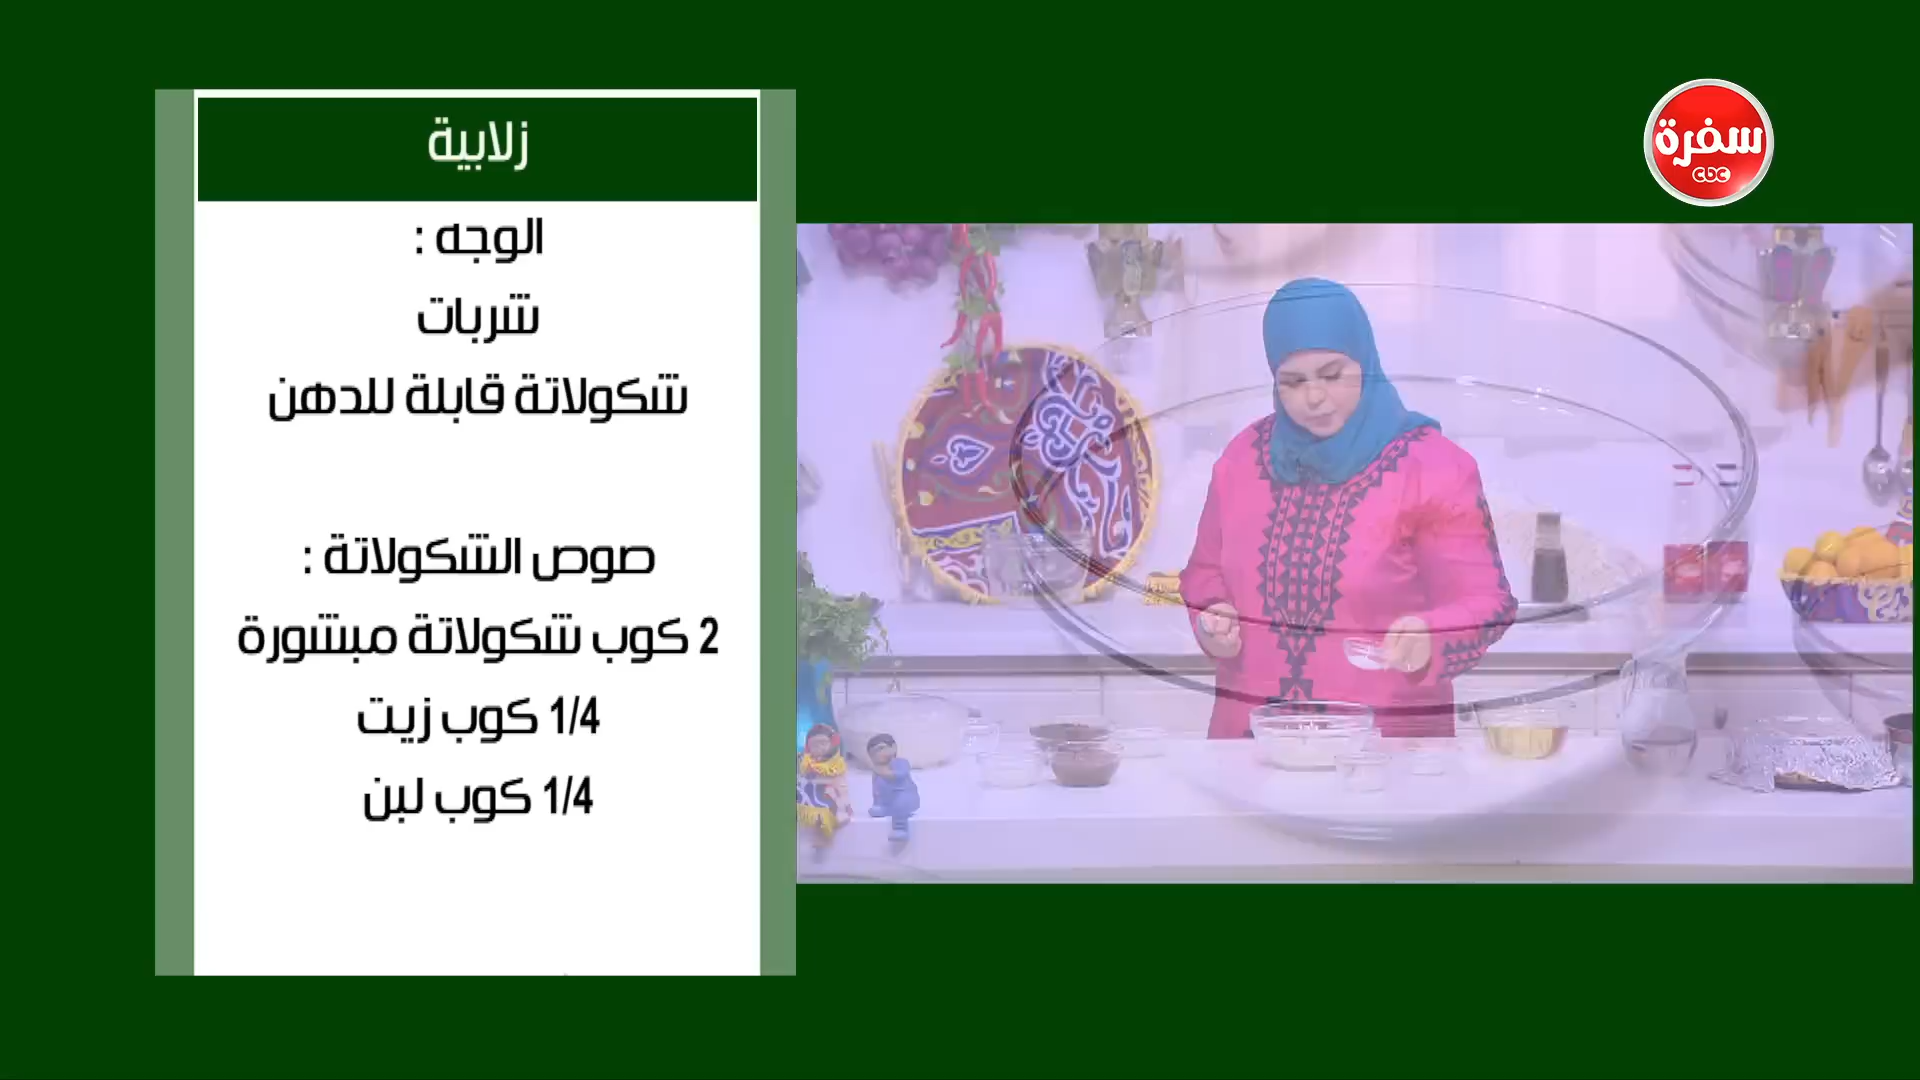 زلابية
الوجه :
شربات
شكولاتة قابلة للدهن
صوص الشكولاتة :
2 كوب شكولاتة مبشورة
1/4 كوب زيت
1/4 كوب لبن
سفرة
cbc